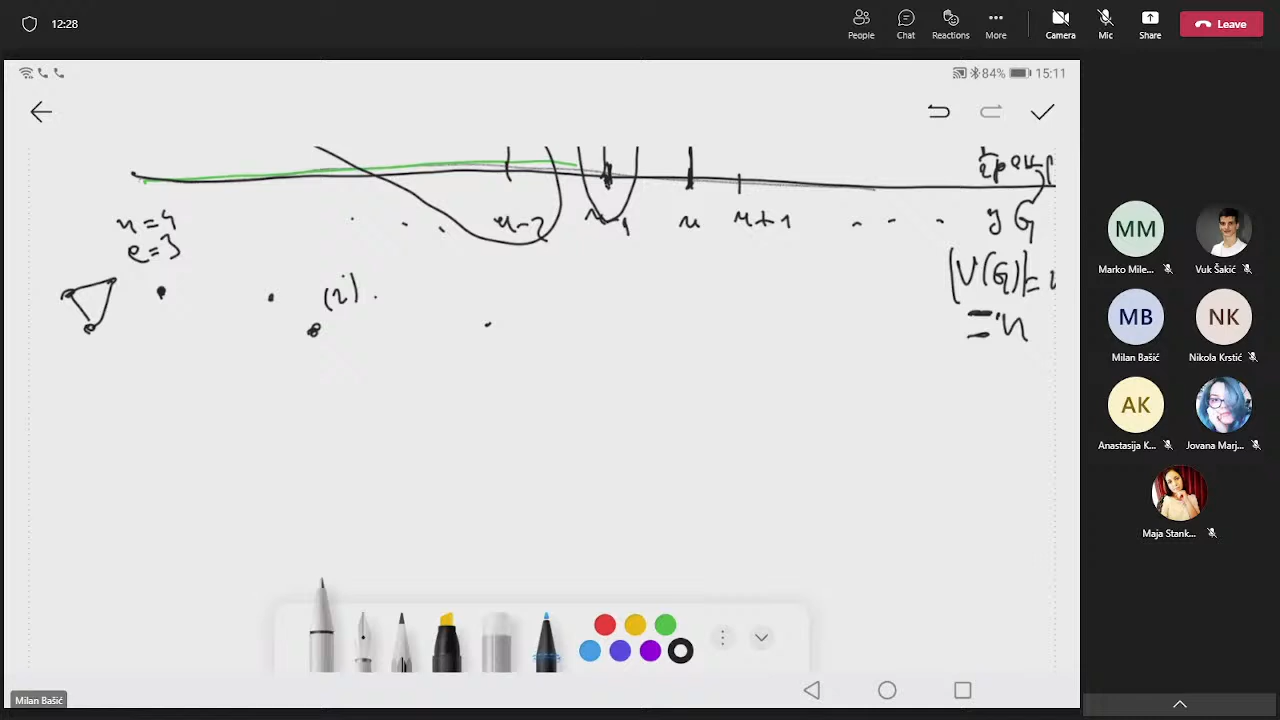 12:28
People Chat Reactions More Camera Mic Share Leave
84% 15:11
n-2 n-1 n n+1
n=4
e=3
y G
|V(G)|=
=n
(i)
MM
Marko Mile...
Vuk Šakić
MB
Milan Bašić
NK
Nikola Krstić
AK
Anastasija K...
Jovana Marj...
Maja Stank...
Milan Bašić